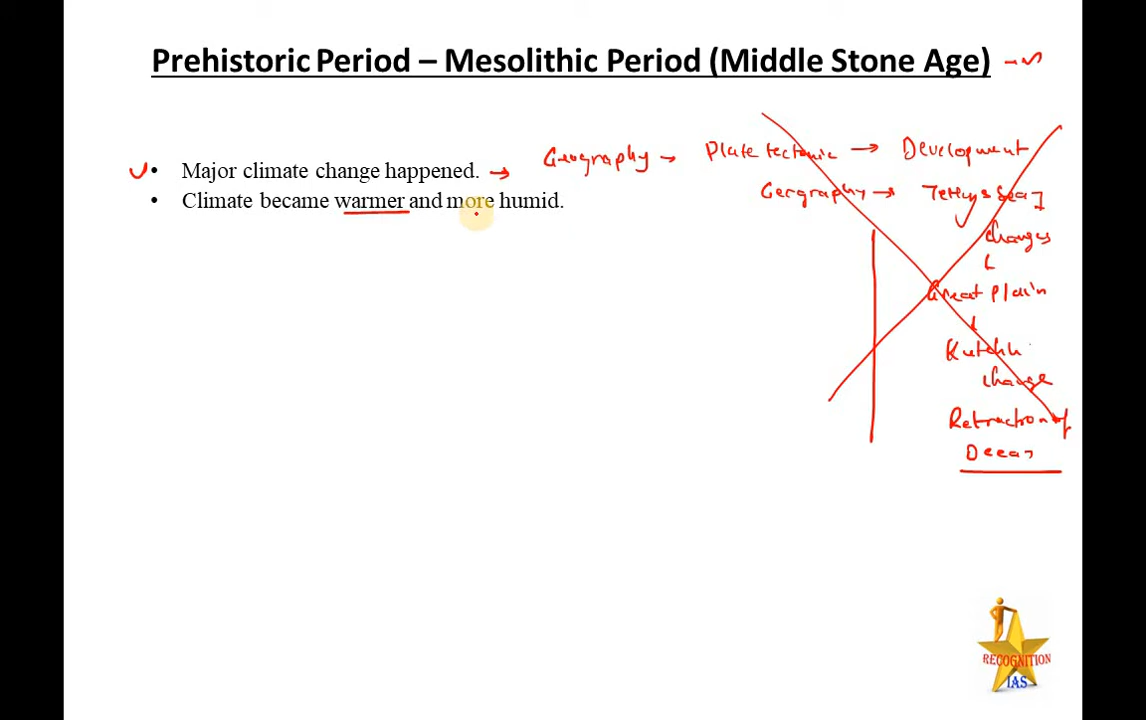 Prehistoric Period – Mesolithic Period (Middle Stone Age)
• Major climate change happened. → Geography → Plate tectonic → Development
• Climate became warmer and more humid.
Geography → Tethys Sea
changes
Great Plain
Kutchh
change
Retraction of
RECOGNITION
IAS